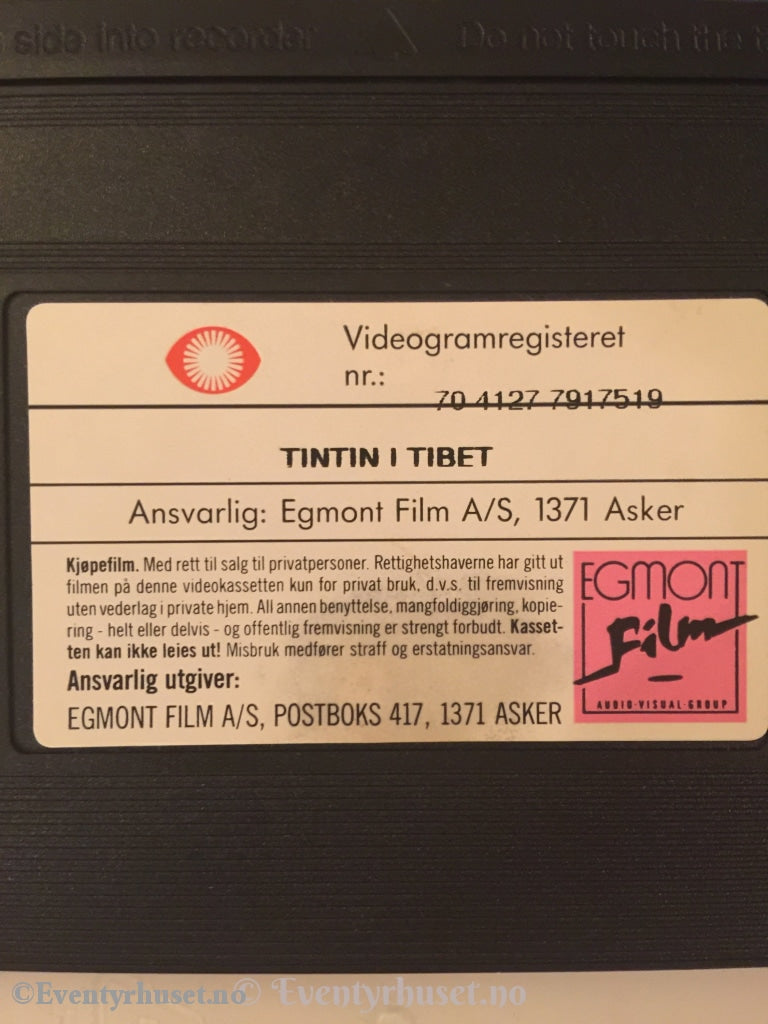 side into recorder Do not touch the
Videogramregisteret
nr.:
70 4127 7917519
TINTIN I TIBET
Ansvarlig: Egmont Film A/S, 1371 Asker
Kjøpefilm. Med rett til salg til privatpersoner. Rettighetshaverne har gitt ut
filmen på denne videokassetten kun for privat bruk, d.v.s. til fremvisning
uten vederlag i private hjem. All annen benyttelse, mangfoldiggjøring, kopie-
ring - helt eller delvis - og offentlig fremvisning er strengt forbudt. Kasset-
ten kan ikke leies ut! Misbruk medfører straff og erstatningsansvar.
Ansvarlig utgiver:
EGMONT FILM A/S, POSTBOKS 417, 1371 ASKER
EGMONT
Film
AUDIO·VISUAL·GROUP
©Eventyrhuset.no © Eventyrhuset.no